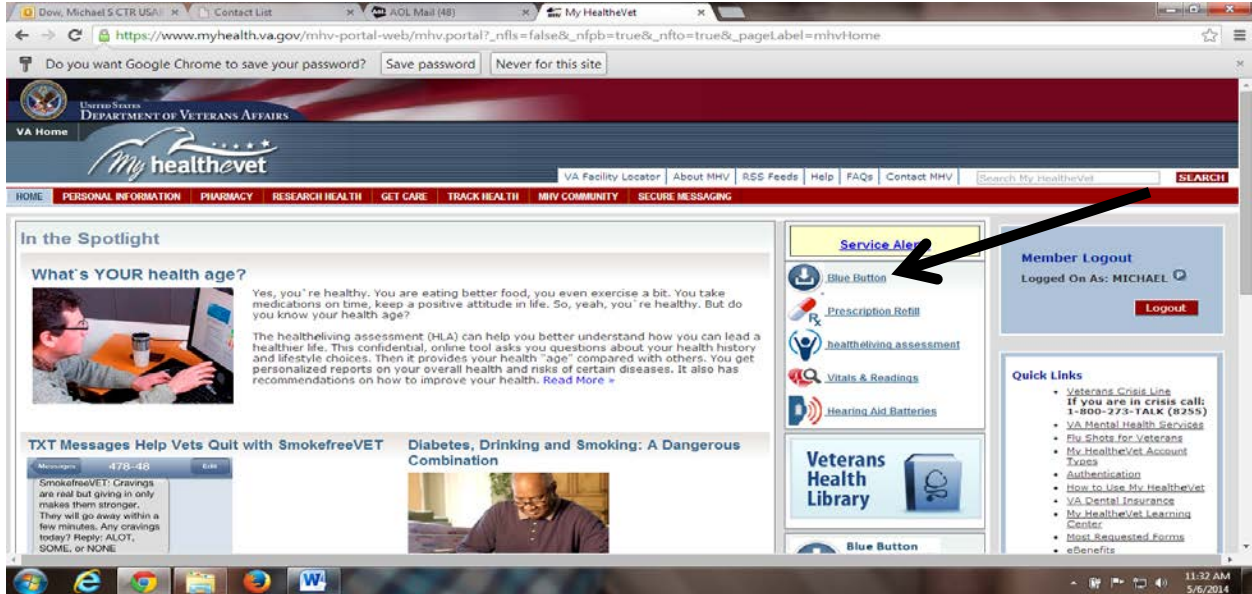 Dow, Michael S CTR USA
Contact List
AOL Mail (48)
My HealtheVet
https://www.myhealth.va.gov/mhv-portal-web/mhv.portal?_nfls=false&_nfpb=true&_nfto=true&_pageLabel=mhvHome
Do you want Google Chrome to save your password? Save password Never for this site
United States
Department of Veterans Affairs
VA Home
My healthevet
VA Facility Locator About MHV RSS Feeds Help FAQs Contact MHV Search My HealtheVet SEARCH
HOME PERSONAL INFORMATION PHARMACY RESEARCH HEALTH GET CARE TRACK HEALTH MHV COMMUNITY SECURE MESSAGING
In the Spotlight
What`s YOUR health age?
Yes, you`re healthy. You are eating better food, you even exercise a bit. You take
medications on time, keep a positive attitude in life. So, yeah, you`re healthy. But do
you know your health age?
The healtheliving assessment (HLA) can help you better understand how you can lead a
healthier life. This confidential, online tool asks you questions about your health history
and lifestyle choices. Then it provides your health "age" compared with others. You get
personalized reports on your overall health and risks of certain diseases. It also has
recommendations on how to improve your health. Read More »
TXT Messages Help Vets Quit with SmokefreeVET
Messages 478-48 Edit
SmokefreeVET: Cravings
are real but giving in only
makes them stronger.
They will go away within a
few minutes. Any cravings
today? Reply: ALOT,
SOME, or NONE
Diabetes, Drinking and Smoking: A Dangerous
Combination
Service Alerts
Blue Button
Prescription Refill
Rx
healtheliving assessment
Vitals & Readings
Hearing Aid Batteries
Veterans
Health
Library
Blue Button
Member Logout
Logged On As: MICHAEL
Logout
Quick Links
Veterans Crisis Line
If you are in crisis call:
1-800-273-TALK (8255)
VA Mental Health Services
Flu Shots for Veterans
My HealtheVet Account
Types
Authentication
How to Use My HealtheVet
VA Dental Insurance
My HealtheVet Learning
Center
Most Requested Forms
eBenefits
11:32 AM
5/6/2014